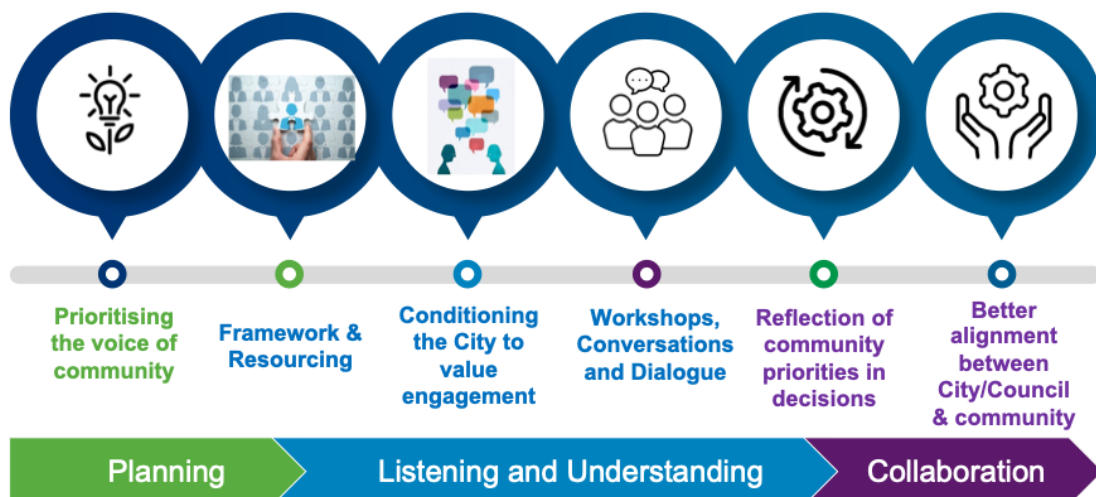 Prioritising
the voice of
community
Framework &
Resourcing
Conditioning
the City to
value
engagement
Workshops,
Conversations
and Dialogue
Reflection of
community
priorities in
decisions
Better
alignment
between
City/Council
& community
Planning
Listening and Understanding
Collaboration